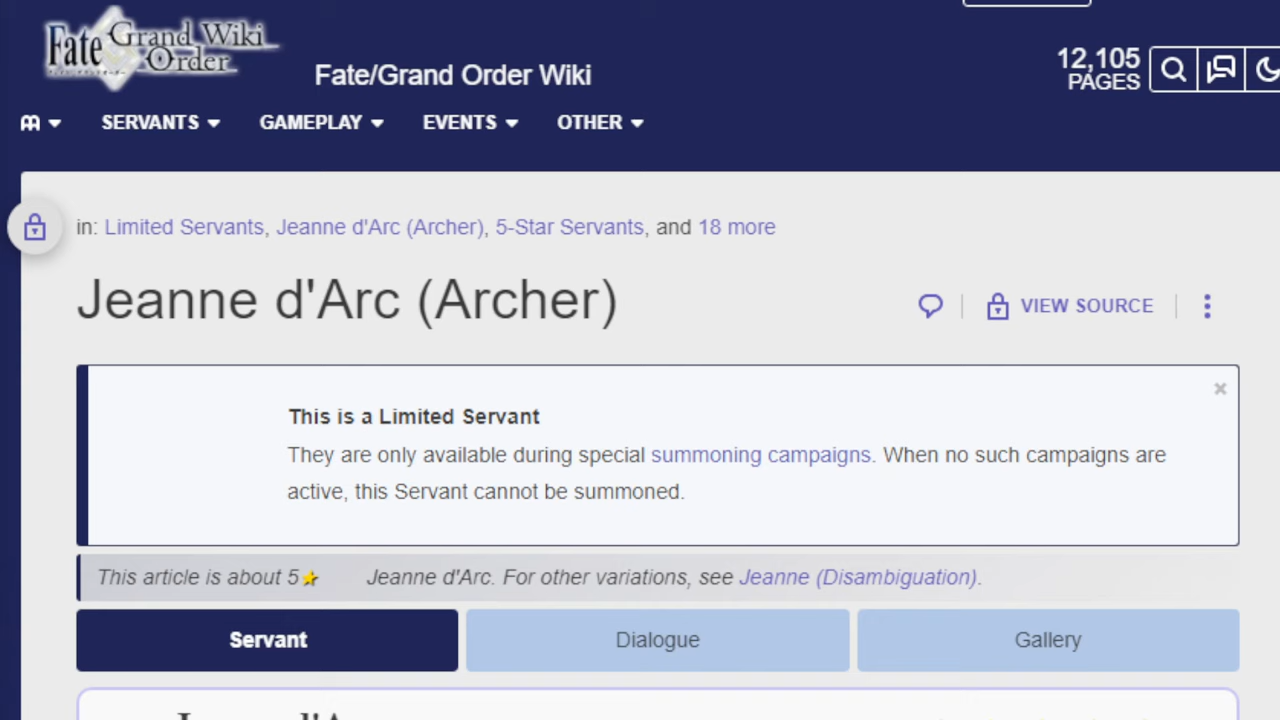 Fate Grand Order Wiki
Fate/Grand Order Wiki
12,105
PAGES
SERVANTS
GAMEPLAY
EVENTS
OTHER
in: Limited Servants, Jeanne d'Arc (Archer), 5-Star Servants, and 18 more
Jeanne d'Arc (Archer)
VIEW SOURCE
This is a Limited Servant
They are only available during special summoning campaigns. When no such campaigns are
active, this Servant cannot be summoned.
This article is about 5⭐ Jeanne d'Arc. For other variations, see Jeanne (Disambiguation).
Servant
Dialogue
Gallery